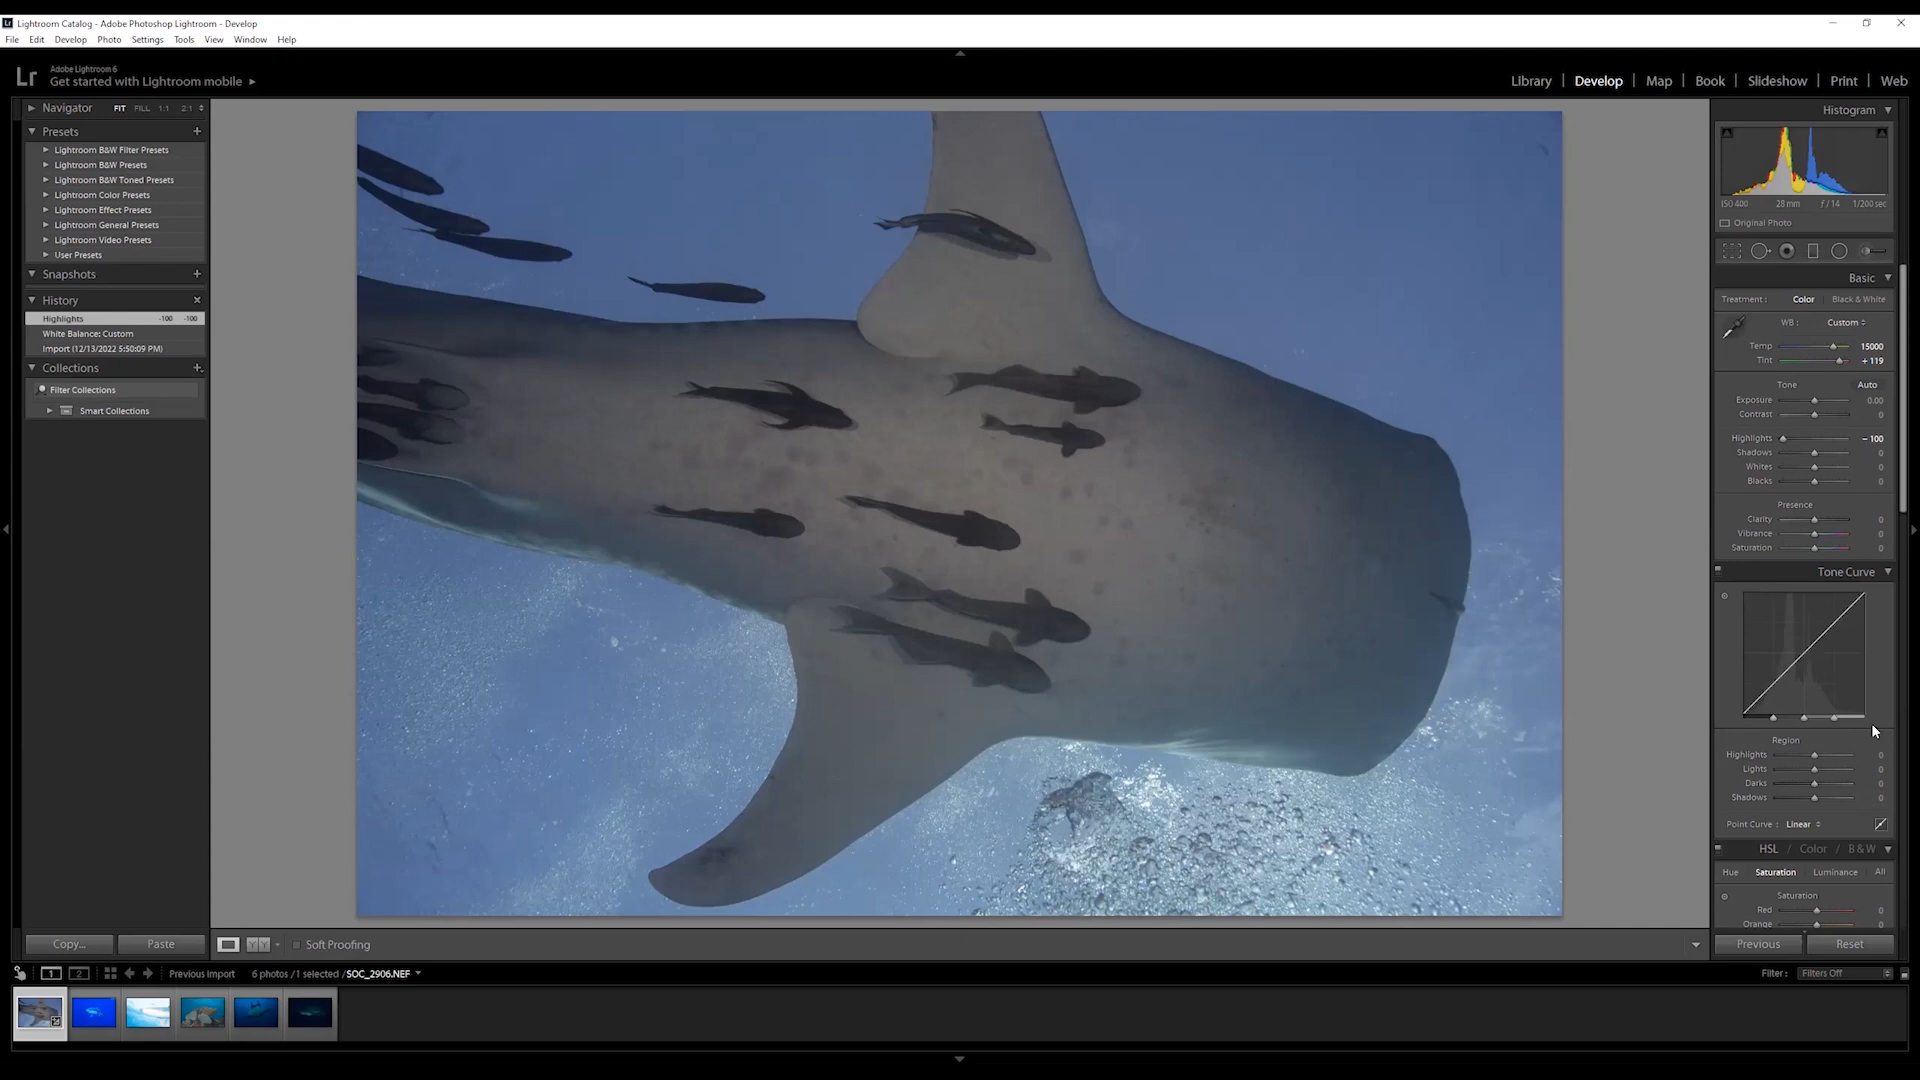 Lightroom Catalog - Adobe Photoshop Lightroom - Develop
File Edit Develop Photo Settings Tools View Window Help
Lr
Adobe Lightroom 6
Get started with Lightroom mobile
Library | Develop | Map | Book | Slideshow | Print | Web
Navigator FIT FILL 1:1 2:1
Presets
Lightroom B&W Filter Presets
Lightroom B&W Presets
Lightroom B&W Toned Presets
Lightroom Color Presets
Lightroom Effect Presets
Lightroom General Presets
Lightroom Video Presets
User Presets
Snapshots
History
Highlights -100 -100
White Balance: Custom
Import (12/13/2022 5:50:09 PM)
Collections
Filter Collections
Smart Collections
Copy... Paste
Soft Proofing
Histogram
ISO 400 28 mm ƒ / 14 1/200 sec
Original Photo
Basic
Treatment : Color Black & White
WB : Custom
Temp 15000
Tint + 119
Tone Auto
Exposure 0.00
Contrast 0
Highlights – 100
Shadows 0
Whites 0
Blacks 0
Presence
Clarity 0
Vibrance 0
Saturation 0
Tone Curve
Region
Highlights 0
Lights 0
Darks 0
Shadows 0
Point Curve : Linear
HSL / Color / B & W
Hue Saturation Luminance All
Saturation
Red 0
Orange 0
Previous Reset
1 2 Previous Import 6 photos / 1 selected / SOC_2906.NEF
Filter : Filters Off